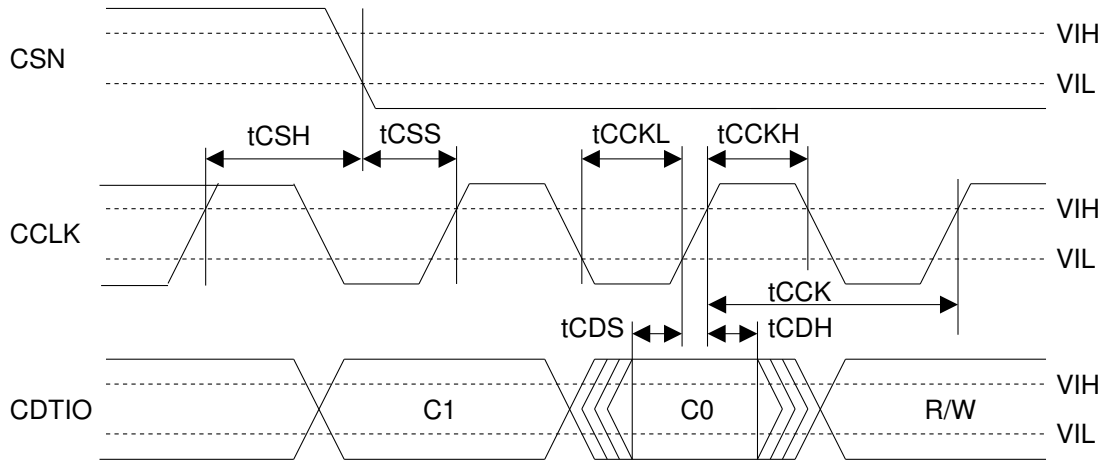 VIH
CSN
VIL
tCSH
tCSS
tCCKL
tCCKH
VIH
CCLK
VIL
tCCK
tCDS
tCDH
VIH
CDTIO
C1
C0
R/W
VIL